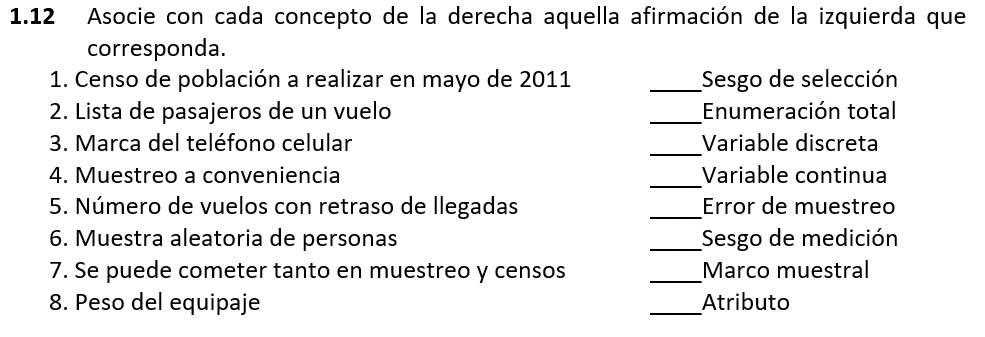 1.12 Asocie con cada concepto de la derecha aquella afirmación de la izquierda que
corresponda.
1. Censo de población a realizar en mayo de 2011 _____Sesgo de selección
2. Lista de pasajeros de un vuelo _____Enumeración total
3. Marca del teléfono celular _____Variable discreta
4. Muestreo a conveniencia _____Variable continua
5. Número de vuelos con retraso de llegadas _____Error de muestreo
6. Muestra aleatoria de personas _____Sesgo de medición
7. Se puede cometer tanto en muestreo y censos _____Marco muestral
8. Peso del equipaje _____Atributo